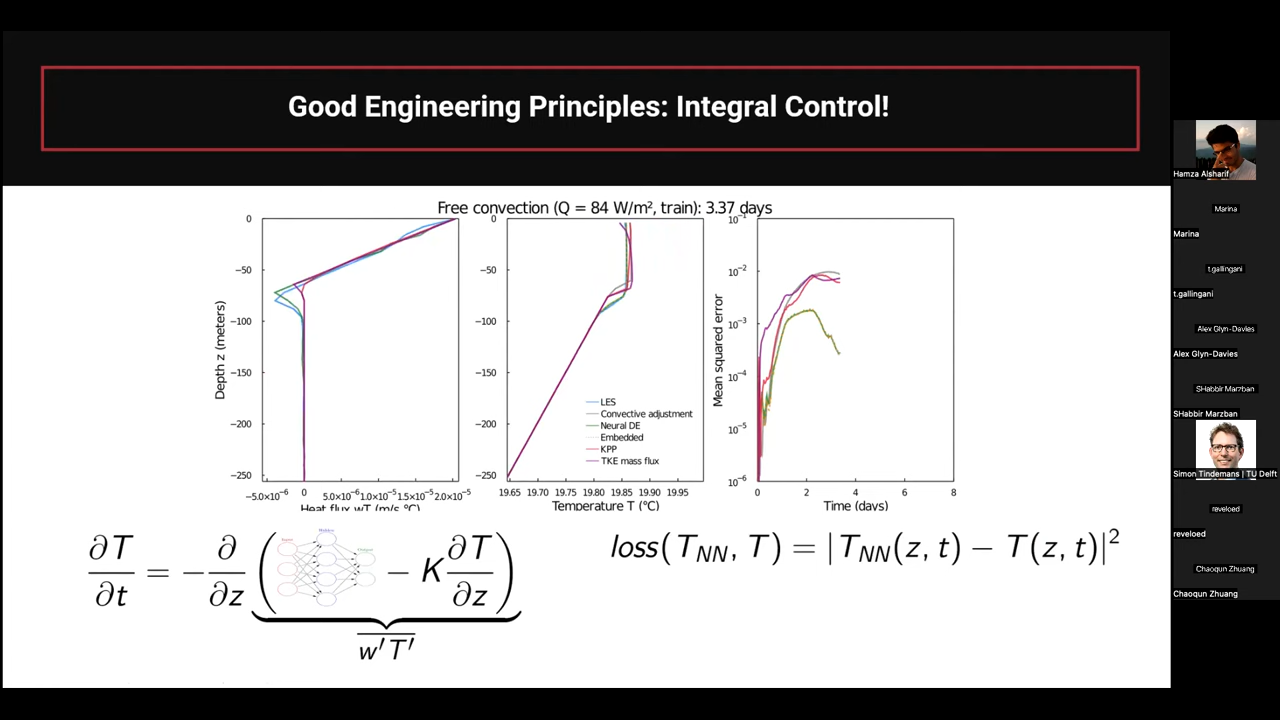 Good Engineering Principles: Integral Control!
Free convection (Q = 84 W/m², train): 3.37 days
Depth z (meters)
0
−50
−100
−150
−200
−250
−5.0×10⁻⁶ 0 5.0×10⁻⁶ 1.0×10⁻⁵ 1.5×10⁻⁵ 2.0×10⁻⁵
Heat flux wT (m/s °C)
0
−50
−100
−150
−200
−250
LES
Convective adjustment
Neural DE
Embedded
KPP
TKE mass flux
19.65 19.70 19.75 19.80 19.85 19.90 19.95
Temperature T (°C)
Mean squared error
10⁻¹
10⁻²
10⁻³
10⁻⁴
10⁻⁵
10⁻⁶
0 2 4 6 8
Time (days)
∂T/∂t = −∂/∂z ( − K ∂T/∂z )
w′T′
loss(T_NN, T) = |T_NN(z, t) − T(z, t)|²
Hamza Alsharif
Marina
Marina
t.gallingani
t.gallingani
Alex Glyn-Davies
Alex Glyn-Davies
SHabbir Marzban
SHabbir Marzban
Simon Tindemans | TU Delft
reveloed
reveloed
Chaoqun Zhuang
Chaoqun Zhuang